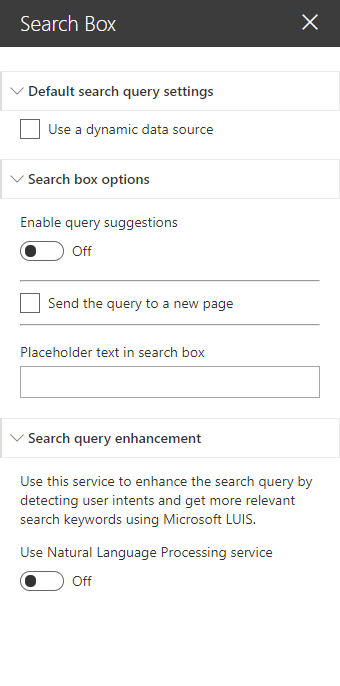 Search Box
Default search query settings
Use a dynamic data source
Search box options
Enable query suggestions
Off
Send the query to a new page
Placeholder text in search box
Search query enhancement
Use this service to enhance the search query by
detecting user intents and get more relevant
search keywords using Microsoft LUIS.
Use Natural Language Processing service
Off